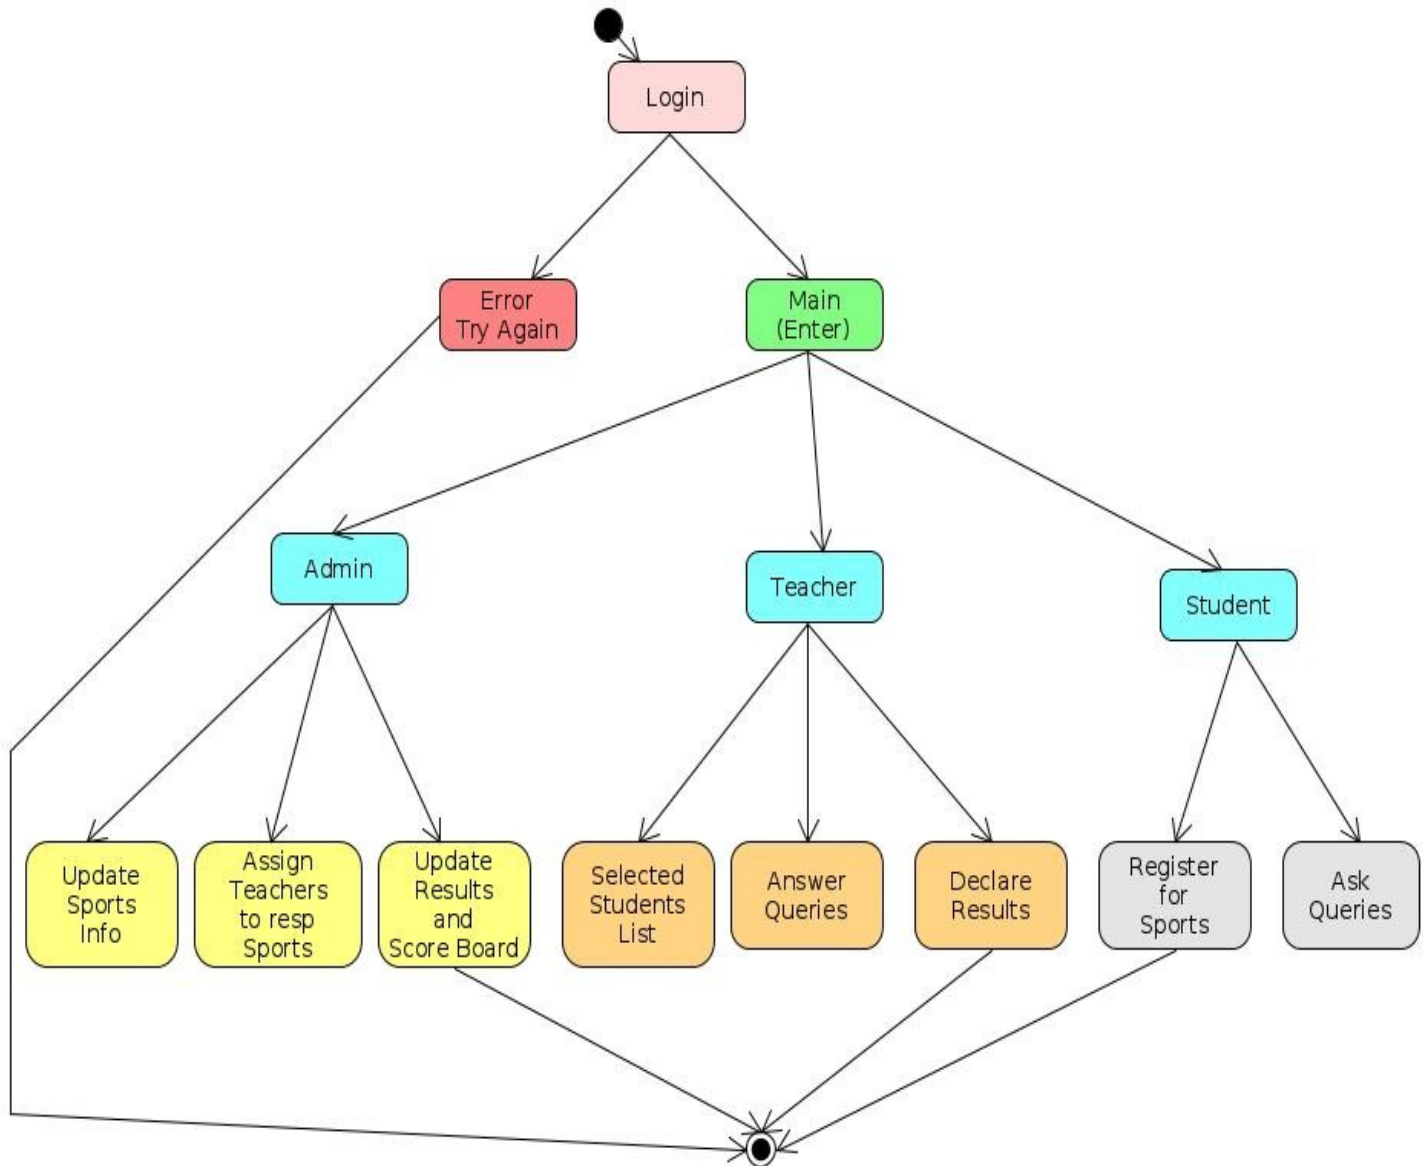 Login
Error
Try Again
Main
(Enter)
Admin
Teacher
Student
Update
Sports
Info
Assign
Teachers
to resp
Sports
Update
Results
and
Score Board
Selected
Students
List
Answer
Queries
Declare
Results
Register
for
Sports
Ask
Queries